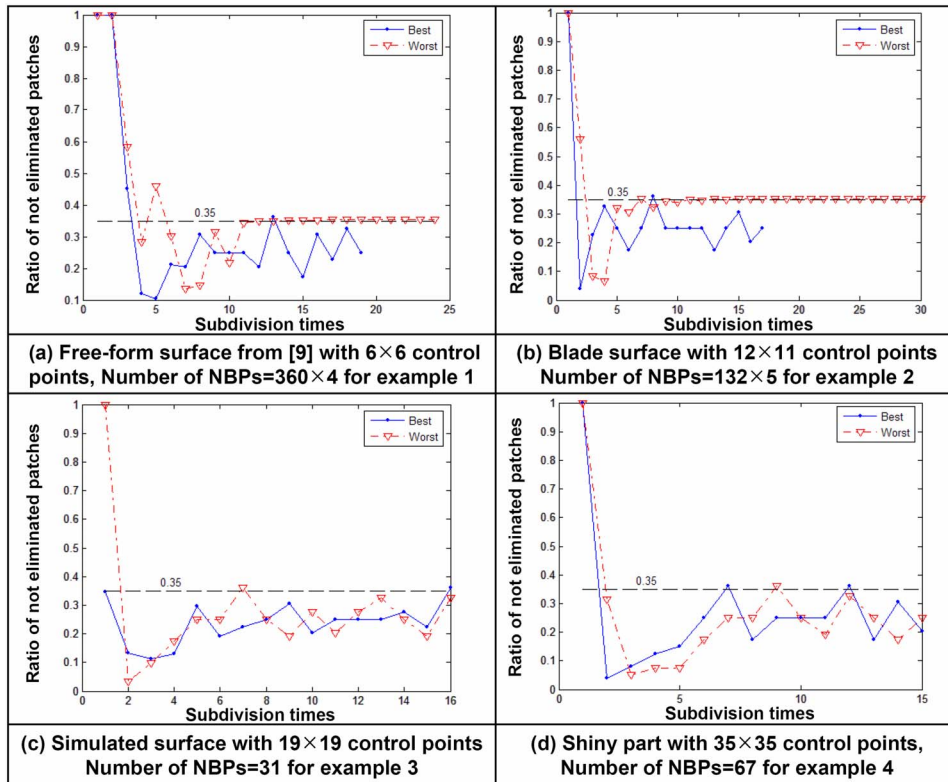 1
0.9
0.8
0.7
0.6
0.5
0.4
0.3
0.2
0.1
0.35
Best
Worst
Ratio of not eliminated patches
0 5 10 15 20 25
Subdivision times
(a) Free-form surface from [9] with 6×6 control
points, Number of NBPs=360×4 for example 1
1
0.9
0.8
0.7
0.6
0.5
0.4
0.3
0.2
0.1
0
0.35
Best
Worst
Ratio of not eliminated patches
0 5 10 15 20 25 30
Subdivision times
(b) Blade surface with 12×11 control points
Number of NBPs=132×5 for example 2
1
0.9
0.8
0.7
0.6
0.5
0.4
0.3
0.2
0.1
0
0.35
Best
Worst
Ratio of not eliminated patches
0 2 4 6 8 10 12 14 16
Subdivision times
(c) Simulated surface with 19×19 control points
Number of NBPs=31 for example 3
1
0.9
0.8
0.7
0.6
0.5
0.4
0.3
0.2
0.1
0
0.35
Best
Worst
Ratio of not eliminated patches
0 5 10 15
Subdivision times
(d) Shiny part with 35×35 control points,
Number of NBPs=67 for example 4